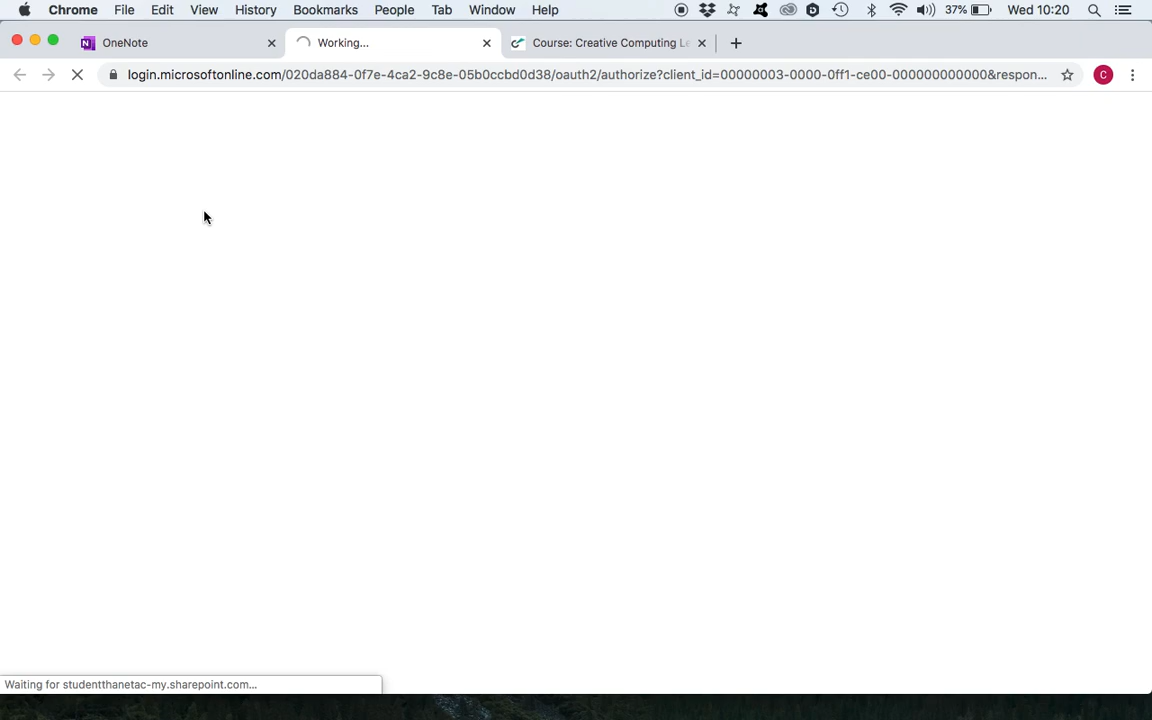 Chrome File Edit View History Bookmarks People Tab Window Help 37% Wed 10:20
OneNote Working... Course: Creative Computing Le
login.microsoftonline.com/020da884-0f7e-4ca2-9c8e-05b0ccbd0d38/oauth2/authorize?client_id=00000003-0000-0ff1-ce00-000000000000&respon... C
Waiting for studentthanetac-my.sharepoint.com...